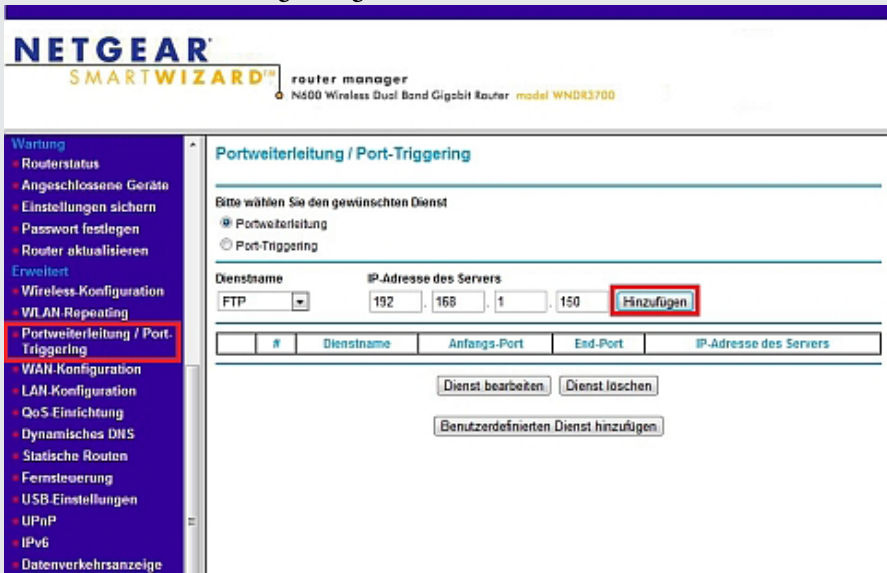 NETGEAR
SMARTWIZARD™ router manager
N600 Wireless Dual Band Gigabit Router model WNDR3700
Wartung
Routerstatus
Angeschlossene Geräte
Einstellungen sichern
Passwort festlegen
Router aktualisieren
Erweitert
Wireless-Konfiguration
WLAN-Repeating
Portweiterleitung / Port-
Triggering
WAN-Konfiguration
LAN-Konfiguration
QoS-Einrichtung
Dynamisches DNS
Statische Routen
Fernsteuerung
USB-Einstellungen
UPnP
IPv6
Datenverkehrsanzeige
Portweiterleitung / Port-Triggering
Bitte wählen Sie den gewünschten Dienst
Portweiterleitung
Port-Triggering
Dienstname IP-Adresse des Servers
FTP 192 . 168 . 1 . 150 Hinzufügen
# Dienstname Anfangs-Port End-Port IP-Adresse des Servers
Dienst bearbeiten Dienst löschen
Benutzerdefinierten Dienst hinzufügen